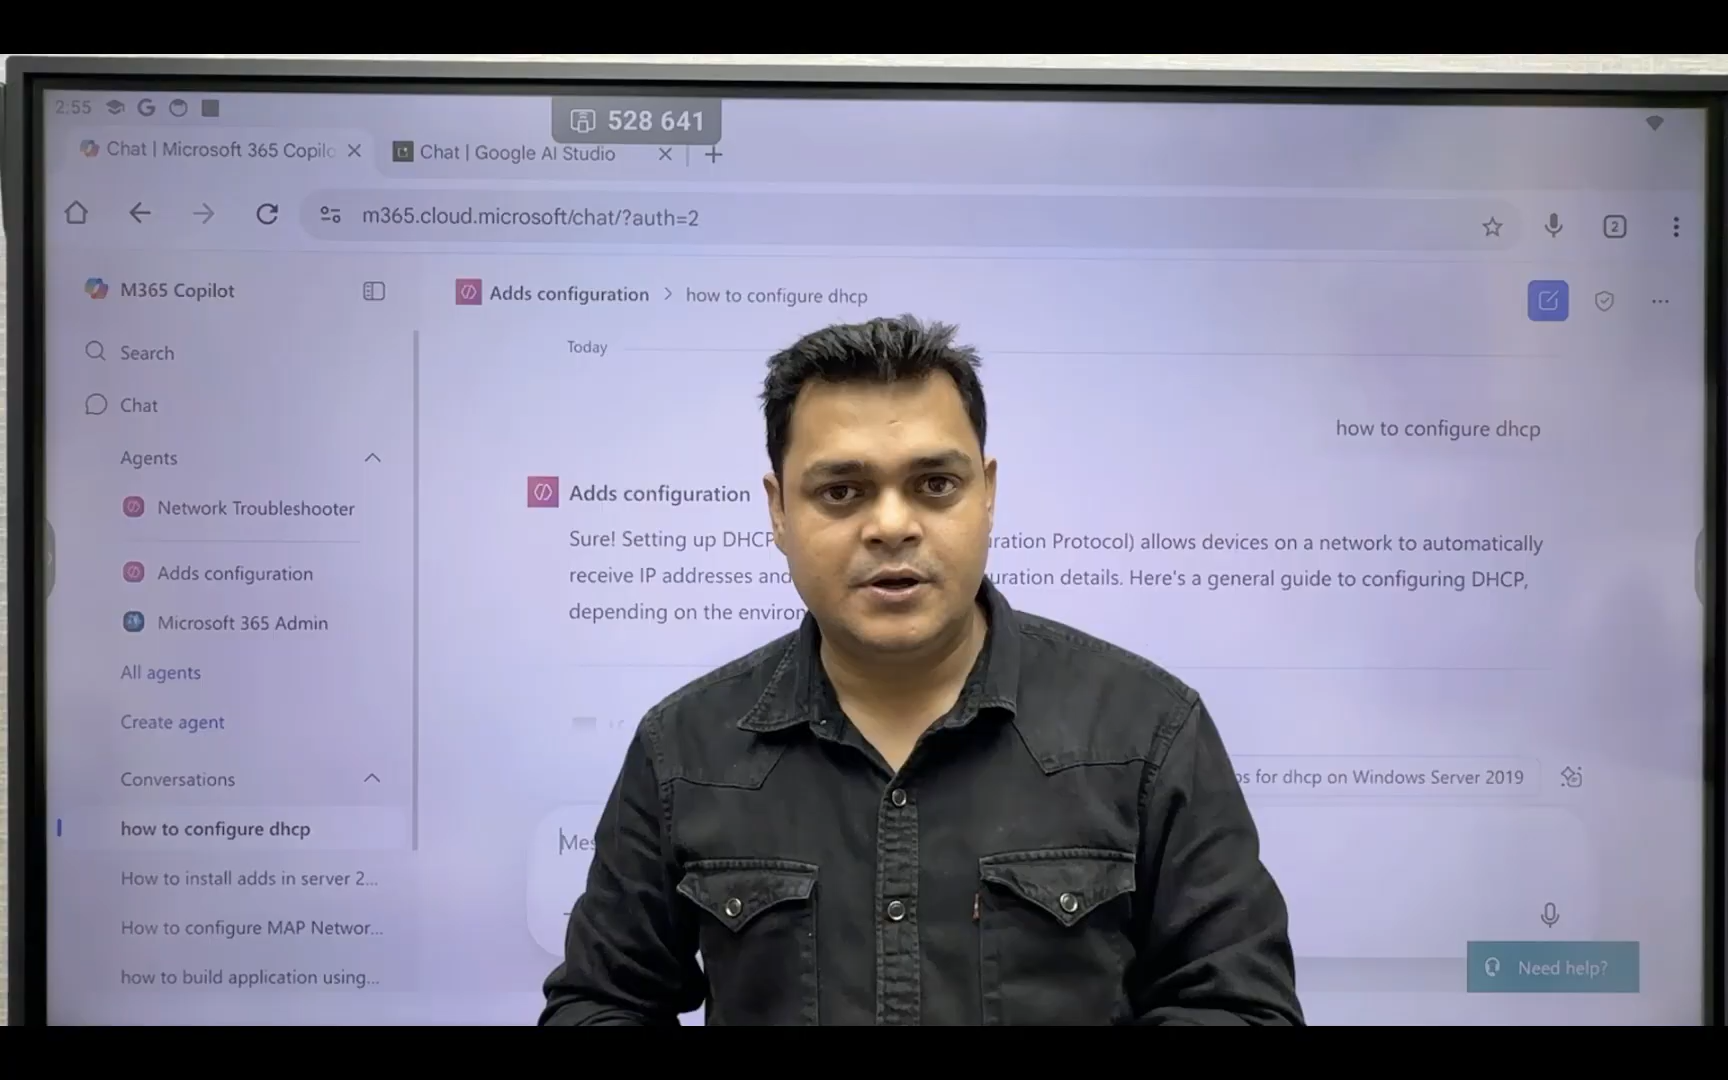 2:55
528 641
Chat | Microsoft 365 Copilo
Chat | Google AI Studio
m365.cloud.microsoft/chat/?auth=2
2
M365 Copilot
Adds configuration > how to configure dhcp
Search
Today
Chat
how to configure dhcp
Agents
Network Troubleshooter
Adds configuration
Microsoft 365 Admin
All agents
Create agent
Conversations
how to configure dhcp
How to install adds in server 2...
How to configure MAP Networ...
how to build application using...
Adds configuration
Sure! Setting up DHCP ration Protocol) allows devices on a network to automatically
receive IP addresses and uration details. Here's a general guide to configuring DHCP,
depending on the environ
for dhcp on Windows Server 2019
Mes
Need help?